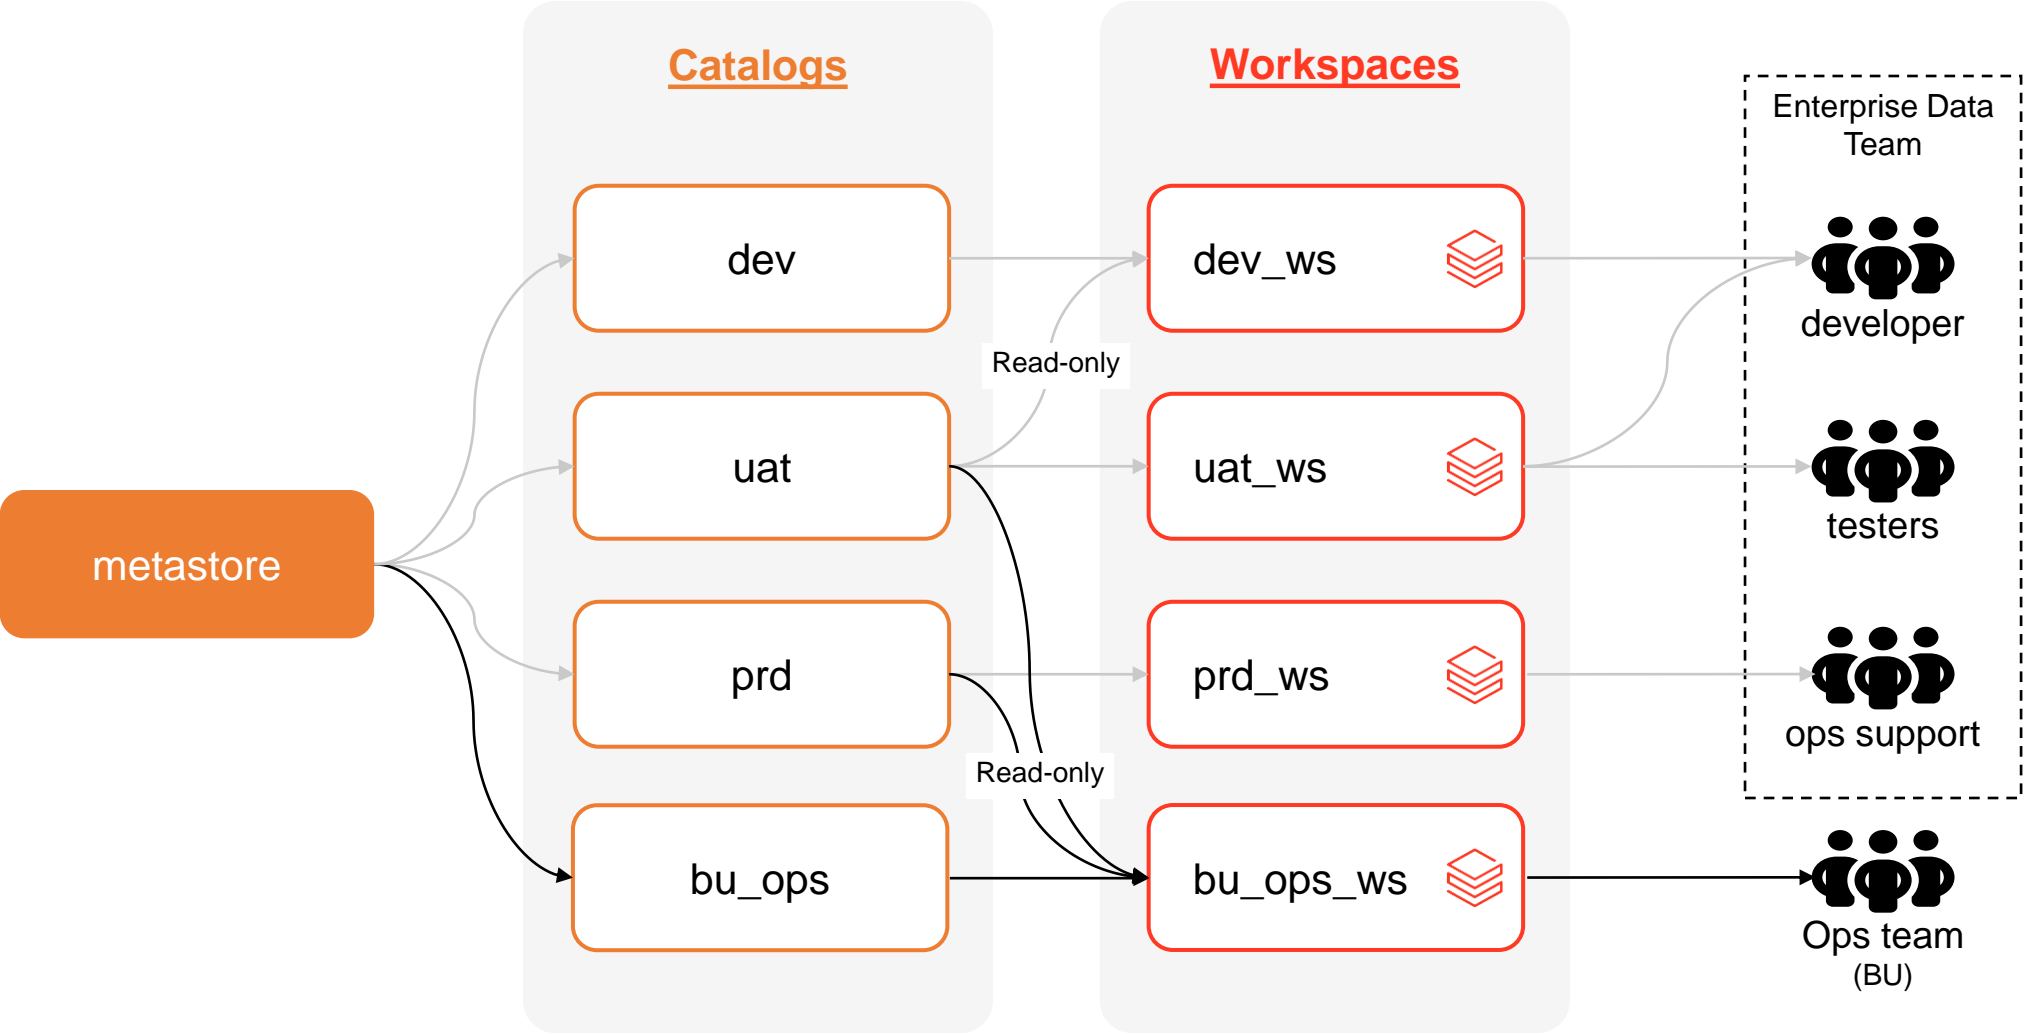 Catalogs
Workspaces
Enterprise Data
Team
dev
dev_ws
developer
Read-only
uat
uat_ws
testers
metastore
prd
prd_ws
ops support
Read-only
bu_ops
bu_ops_ws
Ops team
(BU)